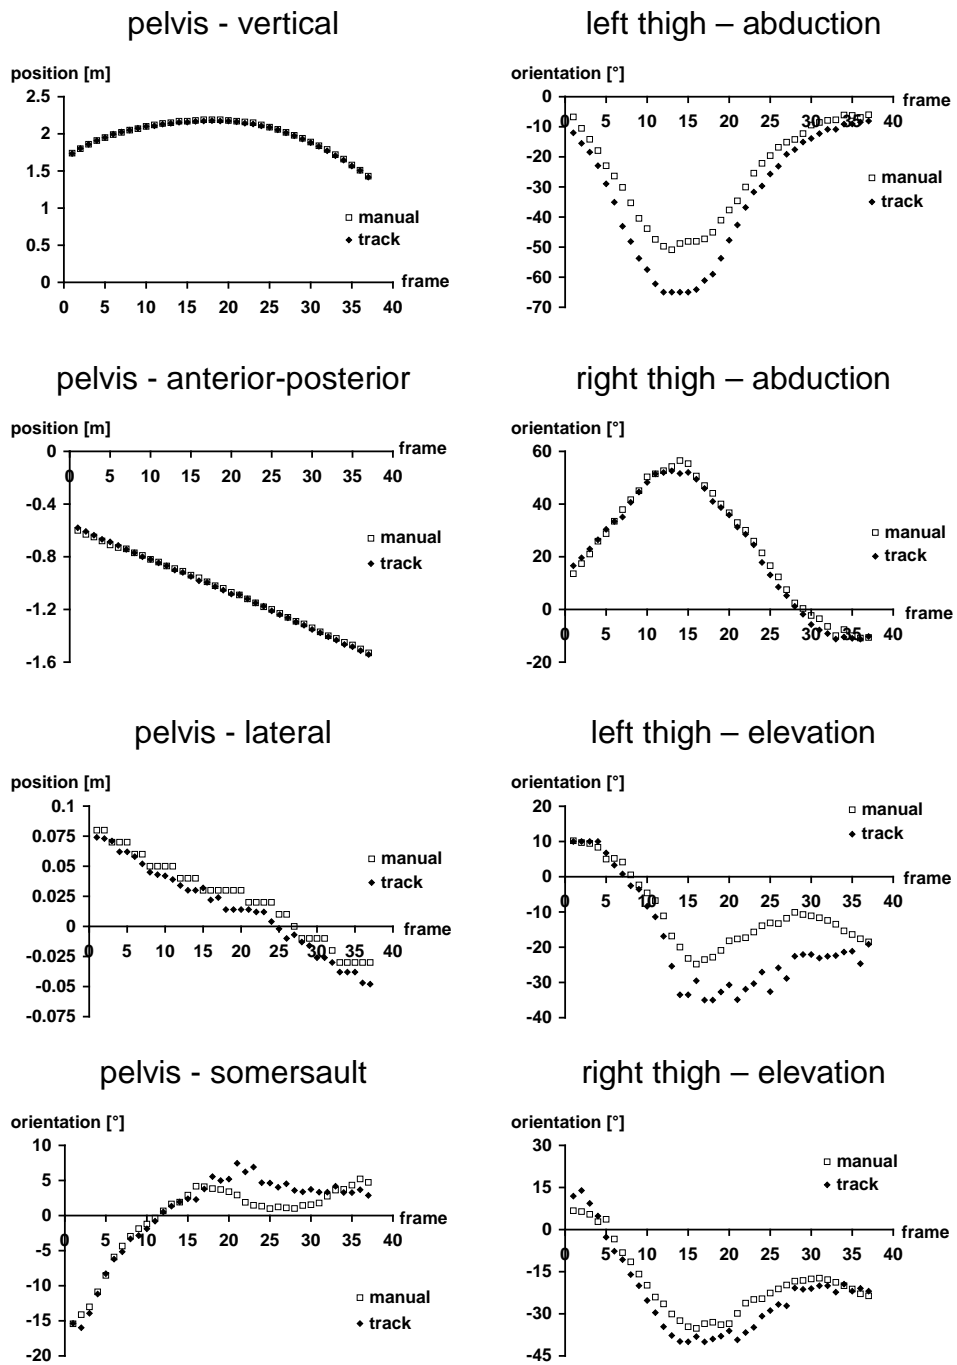 pelvis - vertical
position [m]
2.5
2
1.5
1
0.5
0
0 5 10 15 20 25 30 35 40
frame
manual
track
left thigh – abduction
orientation [°]
0
-10
-20
-30
-40
-50
-60
-70
0 5 10 15 20 25 30 35 40
frame
manual
track
pelvis - anterior-posterior
position [m]
0
-0.4
-0.8
-1.2
-1.6
0 5 10 15 20 25 30 35 40
frame
manual
track
right thigh – abduction
orientation [°]
60
40
20
0
-20
0 5 10 15 20 25 30 35 40
frame
manual
track
pelvis - lateral
position [m]
0.1
0.075
0.05
0.025
0
-0.025
-0.05
-0.075
0 5 10 15 20 25 30 35 40
frame
manual
track
left thigh – elevation
orientation [°]
20
10
0
-10
-20
-30
-40
0 5 10 15 20 25 30 35 40
frame
manual
track
pelvis - somersault
orientation [°]
10
5
0
-5
-10
-15
-20
0 5 10 15 20 25 30 35 40
frame
manual
track
right thigh – elevation
orientation [°]
30
15
0
-15
-30
-45
0 5 10 15 20 25 30 35 40
frame
manual
track